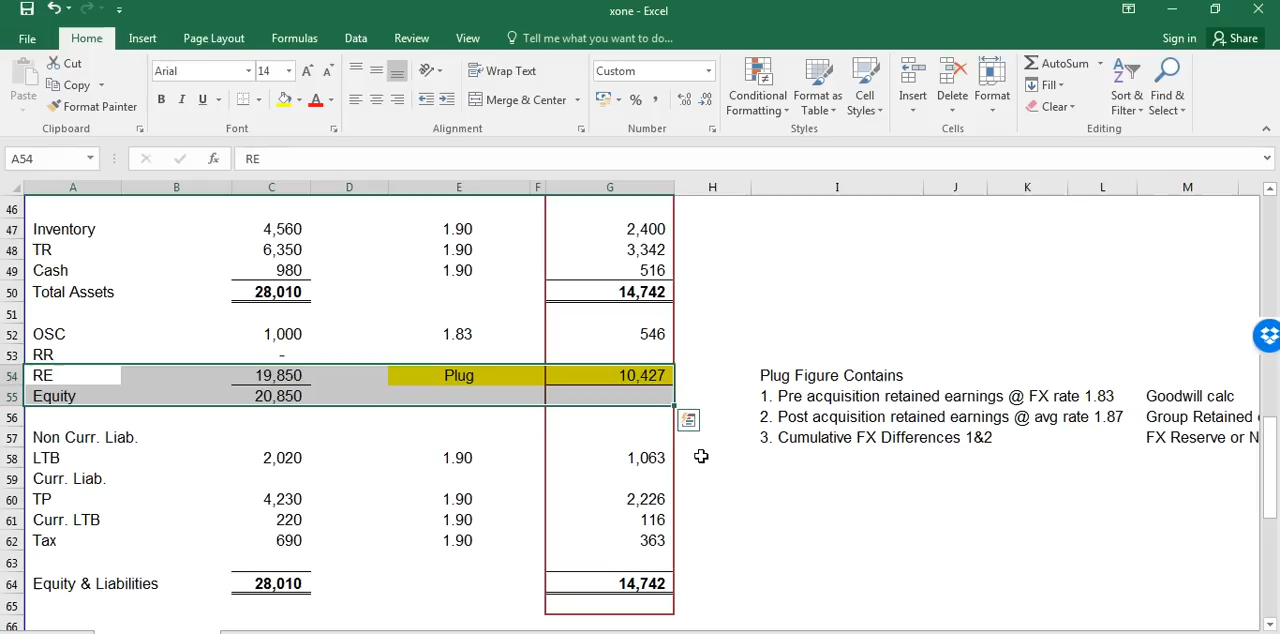 xone - Excel
File Home Insert Page Layout Formulas Data Review View Tell me what you want to do... Sign in Share
Paste Cut Copy Format Painter Clipboard
Arial 14 A A B I U A Font
Wrap Text Merge & Center Alignment
Custom % , .0 .00 Number
Conditional Formatting Format as Table Cell Styles Styles
Insert Delete Format Cells
AutoSum Fill Clear Sort & Filter Find & Select Editing
A54 fx RE
A B C D E F G H I J K L M
46
47 Inventory 4,560 1.90 2,400
48 TR 6,350 1.90 3,342
49 Cash 980 1.90 516
50 Total Assets 28,010 14,742
51
52 OSC 1,000 1.83 546
53 RR -
54 RE 19,850 Plug 10,427 Plug Figure Contains
55 Equity 20,850 1. Pre acquisition retained earnings @ FX rate 1.83 Goodwill calc
56 2. Post acquisition retained earnings @ avg rate 1.87 Group Retained
57 Non Curr. Liab. 3. Cumulative FX Differences 1&2 FX Reserve or N
58 LTB 2,020 1.90 1,063
59 Curr. Liab.
60 TP 4,230 1.90 2,226
61 Curr. LTB 220 1.90 116
62 Tax 690 1.90 363
63
64 Equity & Liabilities 28,010 14,742
65
66